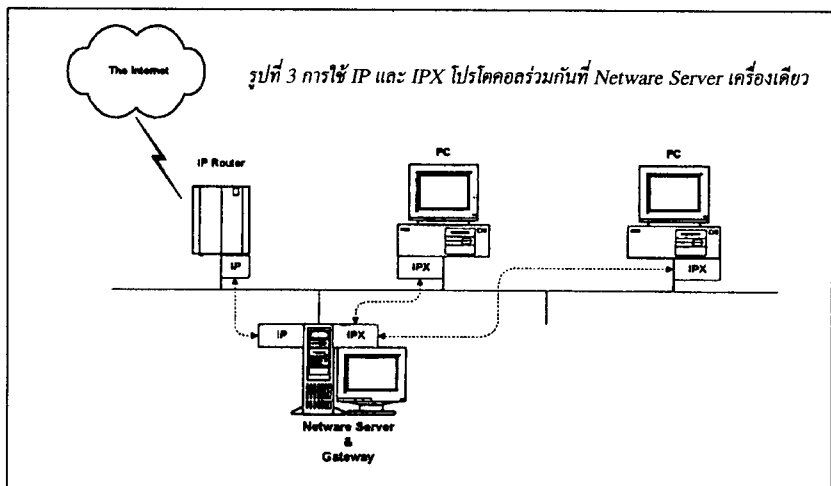 The Internet
รูปที่ 3 การใช้ IP และ IPX โปรโตคอลร่วมกันที่ Netware Server เครื่องเดียว
IP Router
PC
PC
IP
IPX
IPX
IP
IPX
Netware Server
&
Gateway